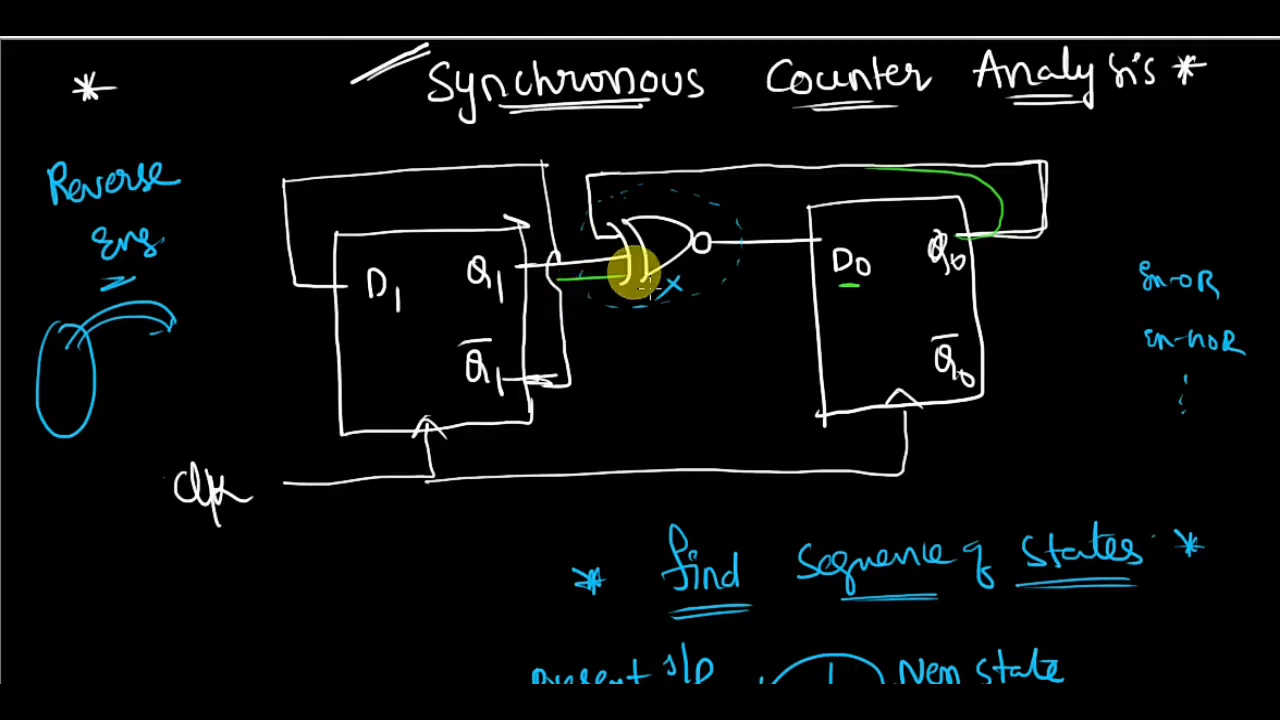 * Synchronous Counter Analysis *
Reverse
Eng.
D1 Q1
Q̅1
x
D0 Q0
Q̅0
Ex-OR
Ex-NOR
clk
* find sequence of states *
present i/p New state